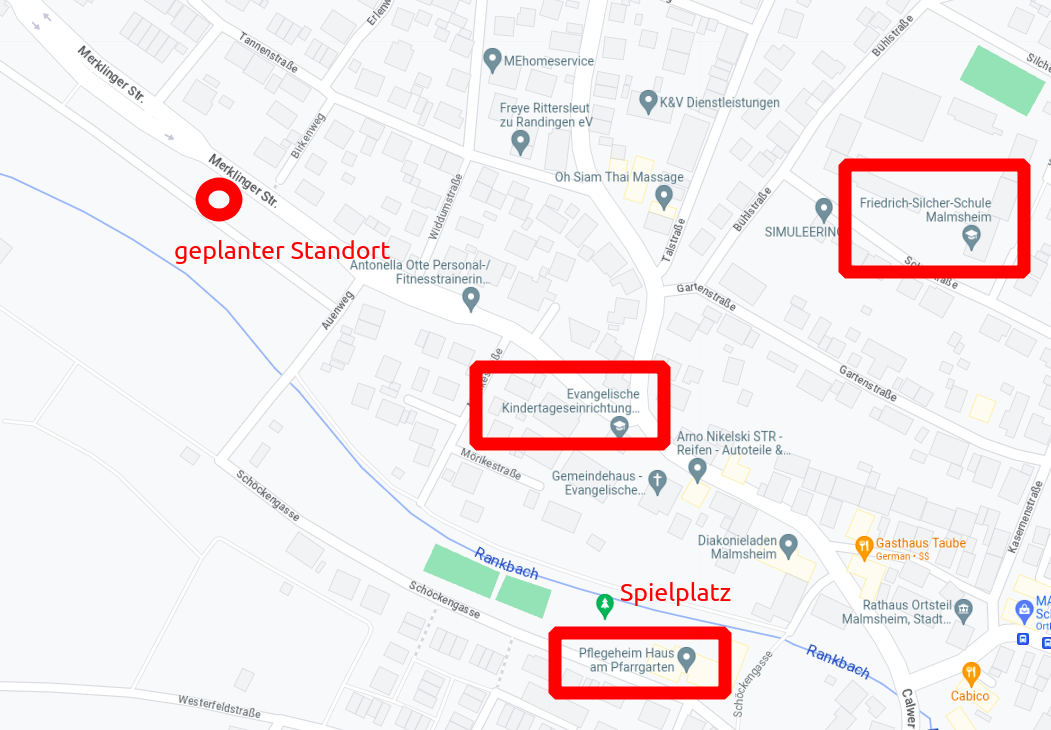 Erlenw
Bühlstraße
Tannenstraße
Merklinger Str.
MEhomeservice
Silche
K&V Dienstleistungen
Freye Rittersleut
zu Randingen eV
Birkenweg
Merklinger Str.
Oh Siam Thai Massage
Bühlstraße
Widdumstraße
Friedrich-Silcher-Schule
Malmsheim
SIMULEERING
Talstraße
geplanter Standort
Antonella Otte Personal-/
Fitnesstrainerin...
Gartenstraße
Auenweg
Gartenstraße
Evangelische
Kindertageseinrichtung...
Arno Nikelski STR -
Reifen - Autoteile &...
Mörikestraße
Gemeindehaus -
Evangelische...
Schöckengasse
Kasernenstraße
Diakonieladen
Malmsheim
Gasthaus Taube
German • $$
Rankbach
Schöckengasse
Spielplatz
Rathaus Ortsteil
Malmsheim, Stadt...
MA
Sc
Ort
Pflegeheim Haus
am Pfarrgarten
Rankbach
Schöckengasse
Cabico
Westerfeldstraße
Calwer